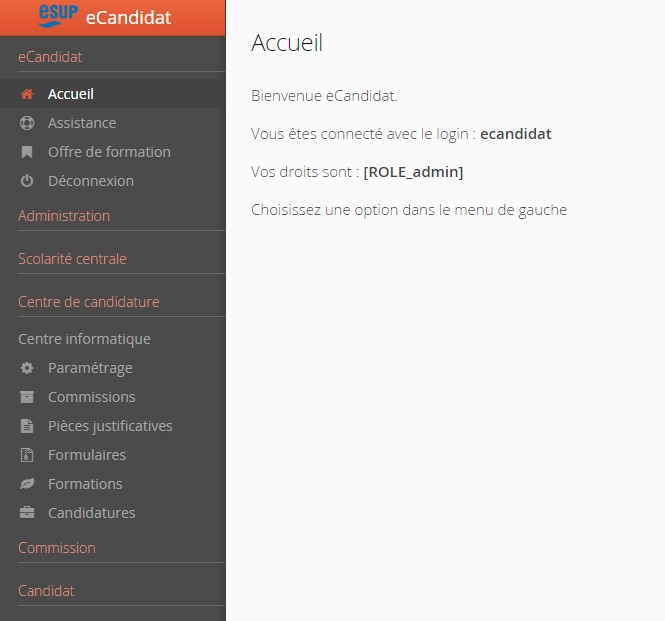 esup eCandidat
eCandidat
Accueil
Assistance
Offre de formation
Déconnexion
Administration
Scolarité centrale
Centre de candidature
Centre informatique
Paramétrage
Commissions
Pièces justificatives
Formulaires
Formations
Candidatures
Commission
Candidat
Accueil
Bienvenue eCandidat.
Vous êtes connecté avec le login : ecandidat
Vos droits sont : [ROLE_admin]
Choisissez une option dans le menu de gauche